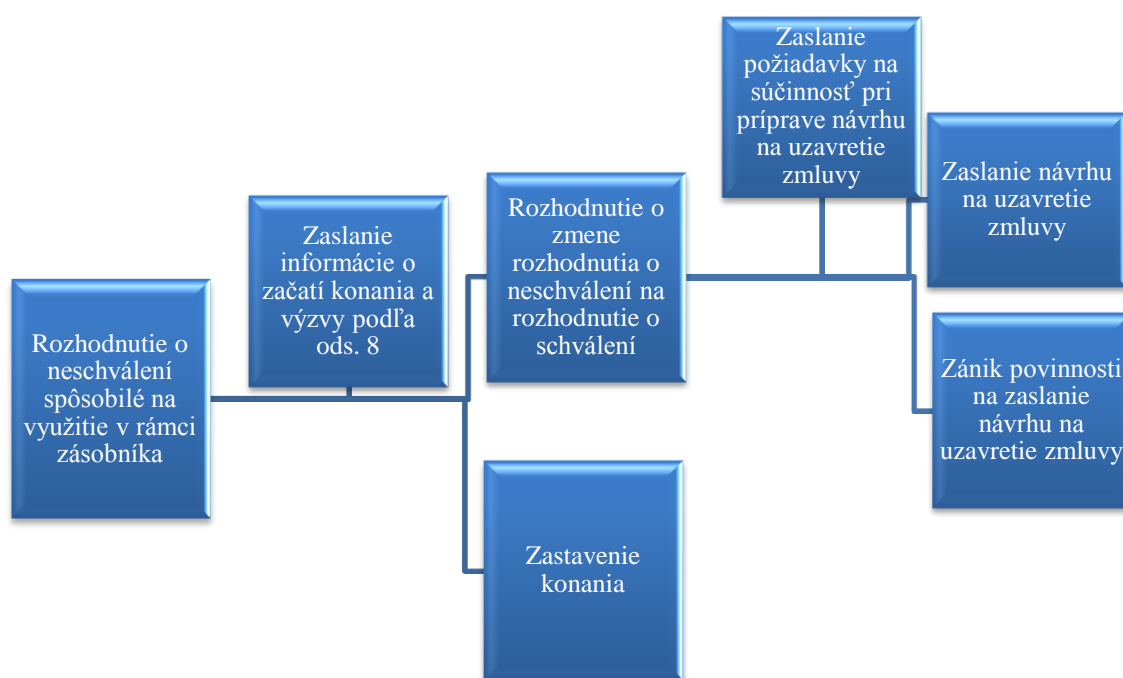 Rozhodnutie o
neschválení
spôsobilé na
využitie v rámci
zásobníka
Zaslanie
informácie o
začatí konania a
výzvy podľa
ods. 8
Rozhodnutie o
zmene
rozhodnutia o
neschválení na
rozhodnutie o
schválení
Zastavenie
konania
Zaslanie
požiadavky na
súčinnosť pri
príprave návrhu
na uzavretie
zmluvy
Zaslanie návrhu
na uzavretie
zmluvy
Zánik povinnosti
na zaslanie
návrhu na
uzavretie zmluvy